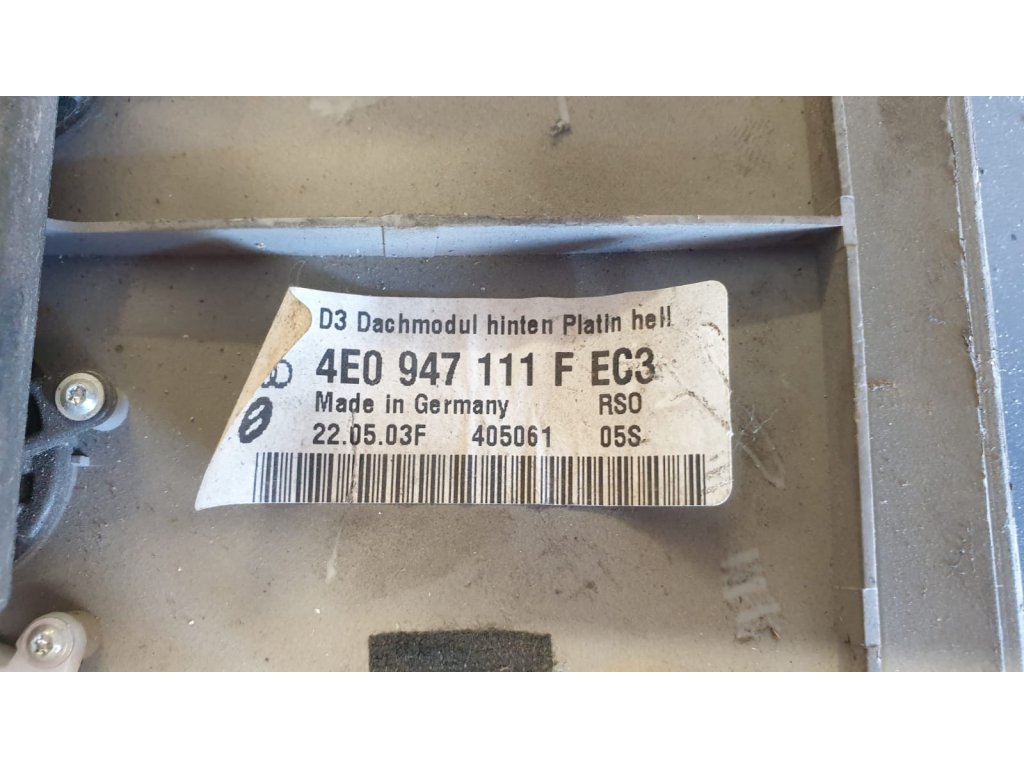 D3 Dachmodul hinten Platin hell
4E0 947 111 F EC3
Made in Germany RSO
22.05.03F 405061 05S